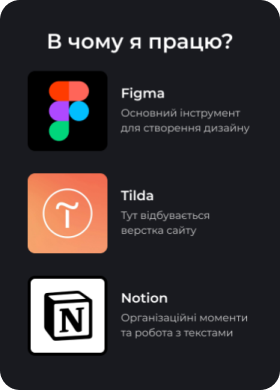 В чому я працю?
Figma
Основний інструмент
для створення дизайну
Tilda
Тут відбувається
верстка сайту
N
Notion
Організаційні моменти
та робота з текстами